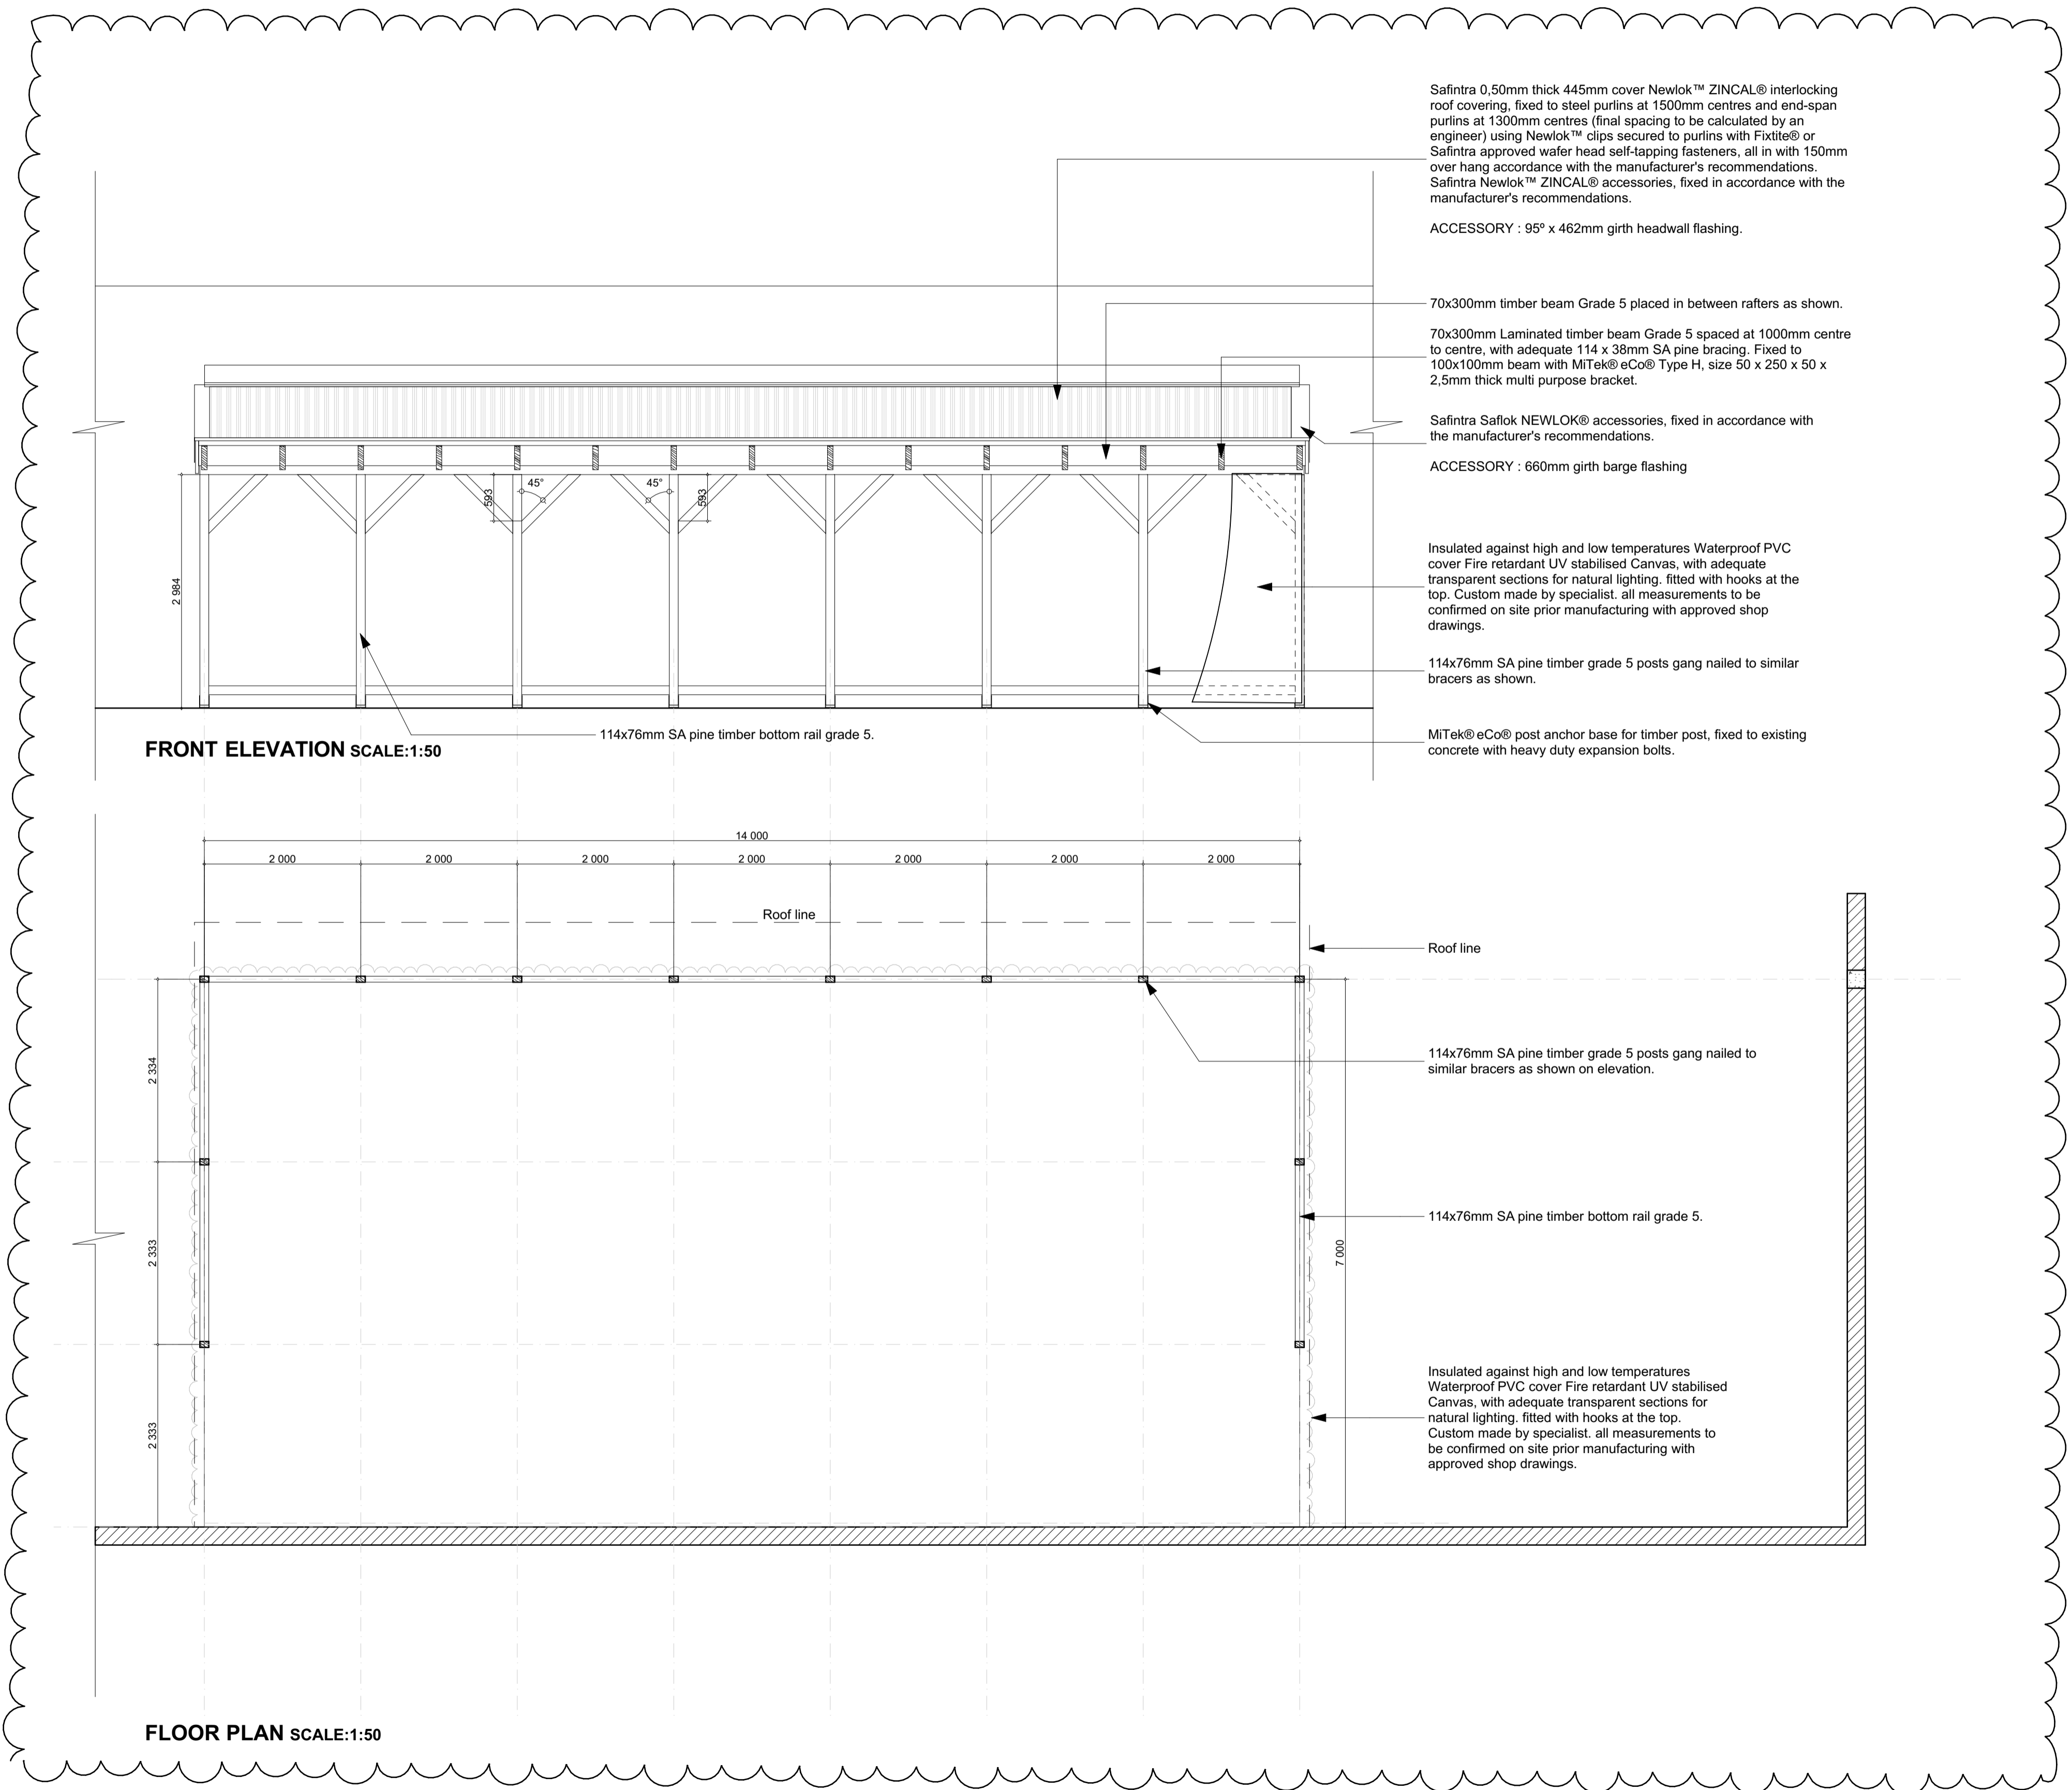 Safintra 0,50mm thick 445mm cover Newlok™ ZINCAL® interlocking
roof covering, fixed to steel purlins at 1500mm centres and end-span
purlins at 1300mm centres (final spacing to be calculated by an
engineer) using Newlok™ clips secured to purlins with Fixtite® or
Safintra approved wafer head self-tapping fasteners, all in with 150mm
over hang accordance with the manufacturer's recommendations.
Safintra Newlok™ ZINCAL® accessories, fixed in accordance with the
manufacturer's recommendations.
ACCESSORY : 95º x 462mm girth headwall flashing.
70x300mm timber beam Grade 5 placed in between rafters as shown.
70x300mm Laminated timber beam Grade 5 spaced at 1000mm centre
to centre, with adequate 114 x 38mm SA pine bracing. Fixed to
100x100mm beam with MiTek® eCo® Type H, size 50 x 250 x 50 x
2,5mm thick multi purpose bracket.
Safintra Saflok NEWLOK® accessories, fixed in accordance with
the manufacturer's recommendations.
ACCESSORY : 660mm girth barge flashing
593
45°
45°
593
2 984
Insulated against high and low temperatures Waterproof PVC
cover Fire retardant UV stabilised Canvas, with adequate
transparent sections for natural lighting. fitted with hooks at the
top. Custom made by specialist. all measurements to be
confirmed on site prior manufacturing with approved shop
drawings.
114x76mm SA pine timber grade 5 posts gang nailed to similar
bracers as shown.
114x76mm SA pine timber bottom rail grade 5.
MiTek® eCo® post anchor base for timber post, fixed to existing
concrete with heavy duty expansion bolts.
FRONT ELEVATION SCALE:1:50
14 000
2 000 2 000 2 000 2 000 2 000 2 000 2 000
Roof line
Roof line
2 334
114x76mm SA pine timber grade 5 posts gang nailed to
similar bracers as shown on elevation.
114x76mm SA pine timber bottom rail grade 5.
2 333
7 000
Insulated against high and low temperatures
Waterproof PVC cover Fire retardant UV stabilised
Canvas, with adequate transparent sections for
natural lighting. fitted with hooks at the top.
Custom made by specialist. all measurements to
be confirmed on site prior manufacturing with
approved shop drawings.
2 333
FLOOR PLAN SCALE:1:50